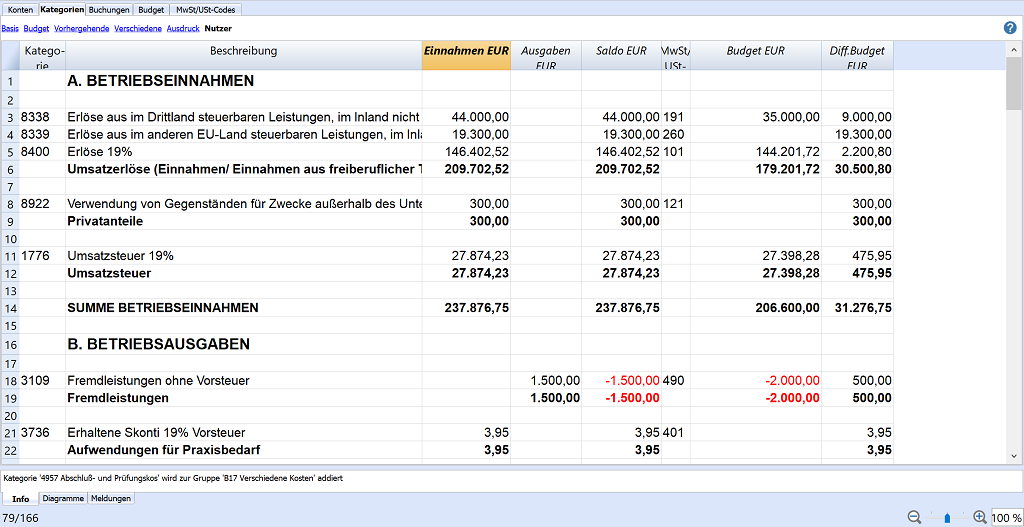 Konten Kategorien Buchungen Budget MwSt/USt-Codes
Basis Budget Vorhergehende Verschiedene Ausdruck Nutzer ?
Katego- Beschreibung Einnahmen EUR Ausgaben Saldo EUR MwSt/ Budget EUR Diff.Budget
rie EUR USt- EUR
1 A. BETRIEBSEINNAHMEN
2
3 8338 Erlöse aus im Drittland steuerbaren Leistungen, im Inland nicht 44.000,00 44.000,00 191 35.000,00 9.000,00
4 8339 Erlöse aus im anderen EU-Land steuerbaren Leistungen, im Inla 19.300,00 19.300,00 260 19.300,00
5 8400 Erlöse 19% 146.402,52 146.402,52 101 144.201,72 2.200,80
6 Umsatzerlöse (Einnahmen/ Einnahmen aus freiberuflicher T 209.702,52 209.702,52 179.201,72 30.500,80
7
8 8922 Verwendung von Gegenständen für Zwecke außerhalb des Unte 300,00 300,00 121 300,00
9 Privatanteile 300,00 300,00 300,00
10
11 1776 Umsatzsteuer 19% 27.874,23 27.874,23 27.398,28 475,95
12 Umsatzsteuer 27.874,23 27.874,23 27.398,28 475,95
13
14 SUMME BETRIEBSEINNAHMEN 237.876,75 237.876,75 206.600,00 31.276,75
15
16 B. BETRIEBSAUSGABEN
17
18 3109 Fremdleistungen ohne Vorsteuer 1.500,00 -1.500,00 490 -2.000,00 500,00
19 Fremdleistungen 1.500,00 -1.500,00 -2.000,00 500,00
20
21 3736 Erhaltene Skonti 19% Vorsteuer 3,95 3,95 401 3,95
22 Aufwendungen für Praxisbedarf 3,95 3,95 3,95
Kategorie '4957 Abschluß- und Prüfungskos' wird zur Gruppe 'B17 Verschiedene Kosten' addiert
Info Diagramme Meldungen
79/166 100 %